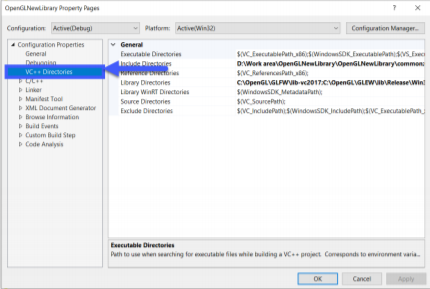 OpenGLNewLibrary Property Pages
? ×
Configuration: Active(Debug) Platform: Active(Win32) Configuration Manager...
Configuration Properties
General
Debugging
VC++ Directories
C/C++
Linker
Manifest Tool
XML Document Generator
Browse Information
Build Events
Custom Build Step
Code Analysis
General
Executable Directories $(VC_ExecutablePath_x86);$(WindowsSDK_ExecutablePath);$(VS_Exec
Include Directories D:\Work area\OpenGLNewLibrary\OpenGLNewLibrary\common
Reference Directories $(VC_ReferencesPath_x86);
Library Directories C:\OpenGL\GLFW\lib-vc2017;C:\OpenGL\GLEW\lib\Release\Win3
Library WinRT Directories $(WindowsSDK_MetadataPath);
Source Directories $(VC_SourcePath);
Exclude Directories $(VC_IncludePath);$(WindowsSDK_IncludePath);$(VC_ExecutablePath_
Executable Directories
Path to use when searching for executable files while building a VC++ project. Corresponds to environment varia...
OK Cancel Apply